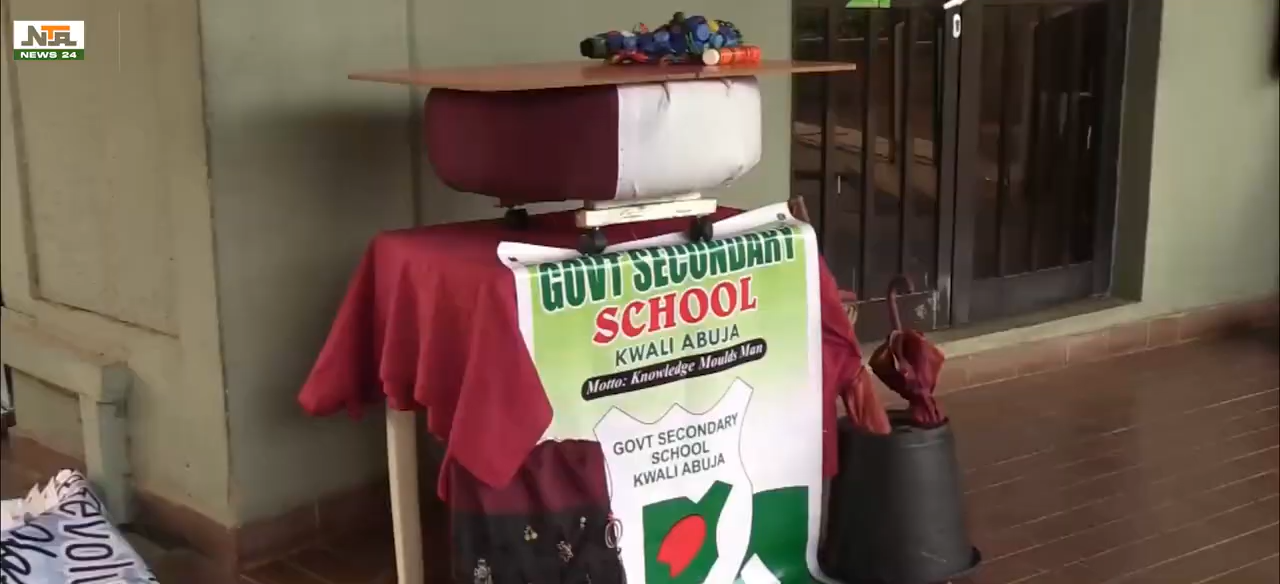 NTA
NEWS 24
GOVT SECONDARY
SCHOOL
KWALI ABUJA
Motto: Knowledge Moulds Man
GOVT SECONDARY
SCHOOL
KWALI ABUJA